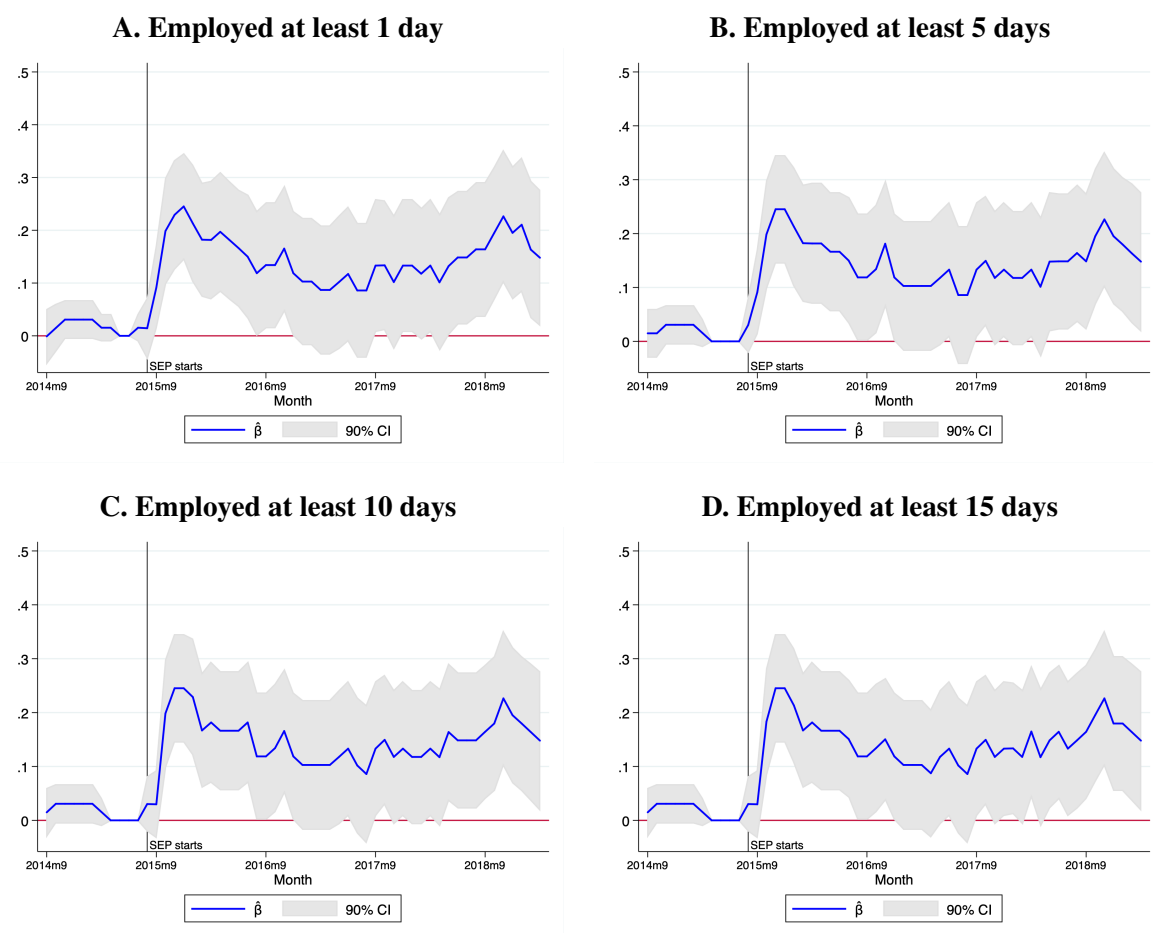 A. Employed at least 1 day
.5
.4
.3
.2
.1
0
SEP starts
2014m9 2015m9 2016m9 2017m9 2018m9
Month
β̂ 90% CI
B. Employed at least 5 days
.5
.4
.3
.2
.1
0
SEP starts
2014m9 2015m9 2016m9 2017m9 2018m9
Month
β̂ 90% CI
C. Employed at least 10 days
.5
.4
.3
.2
.1
0
SEP starts
2014m9 2015m9 2016m9 2017m9 2018m9
Month
β̂ 90% CI
D. Employed at least 15 days
.5
.4
.3
.2
.1
0
SEP starts
2014m9 2015m9 2016m9 2017m9 2018m9
Month
β̂ 90% CI